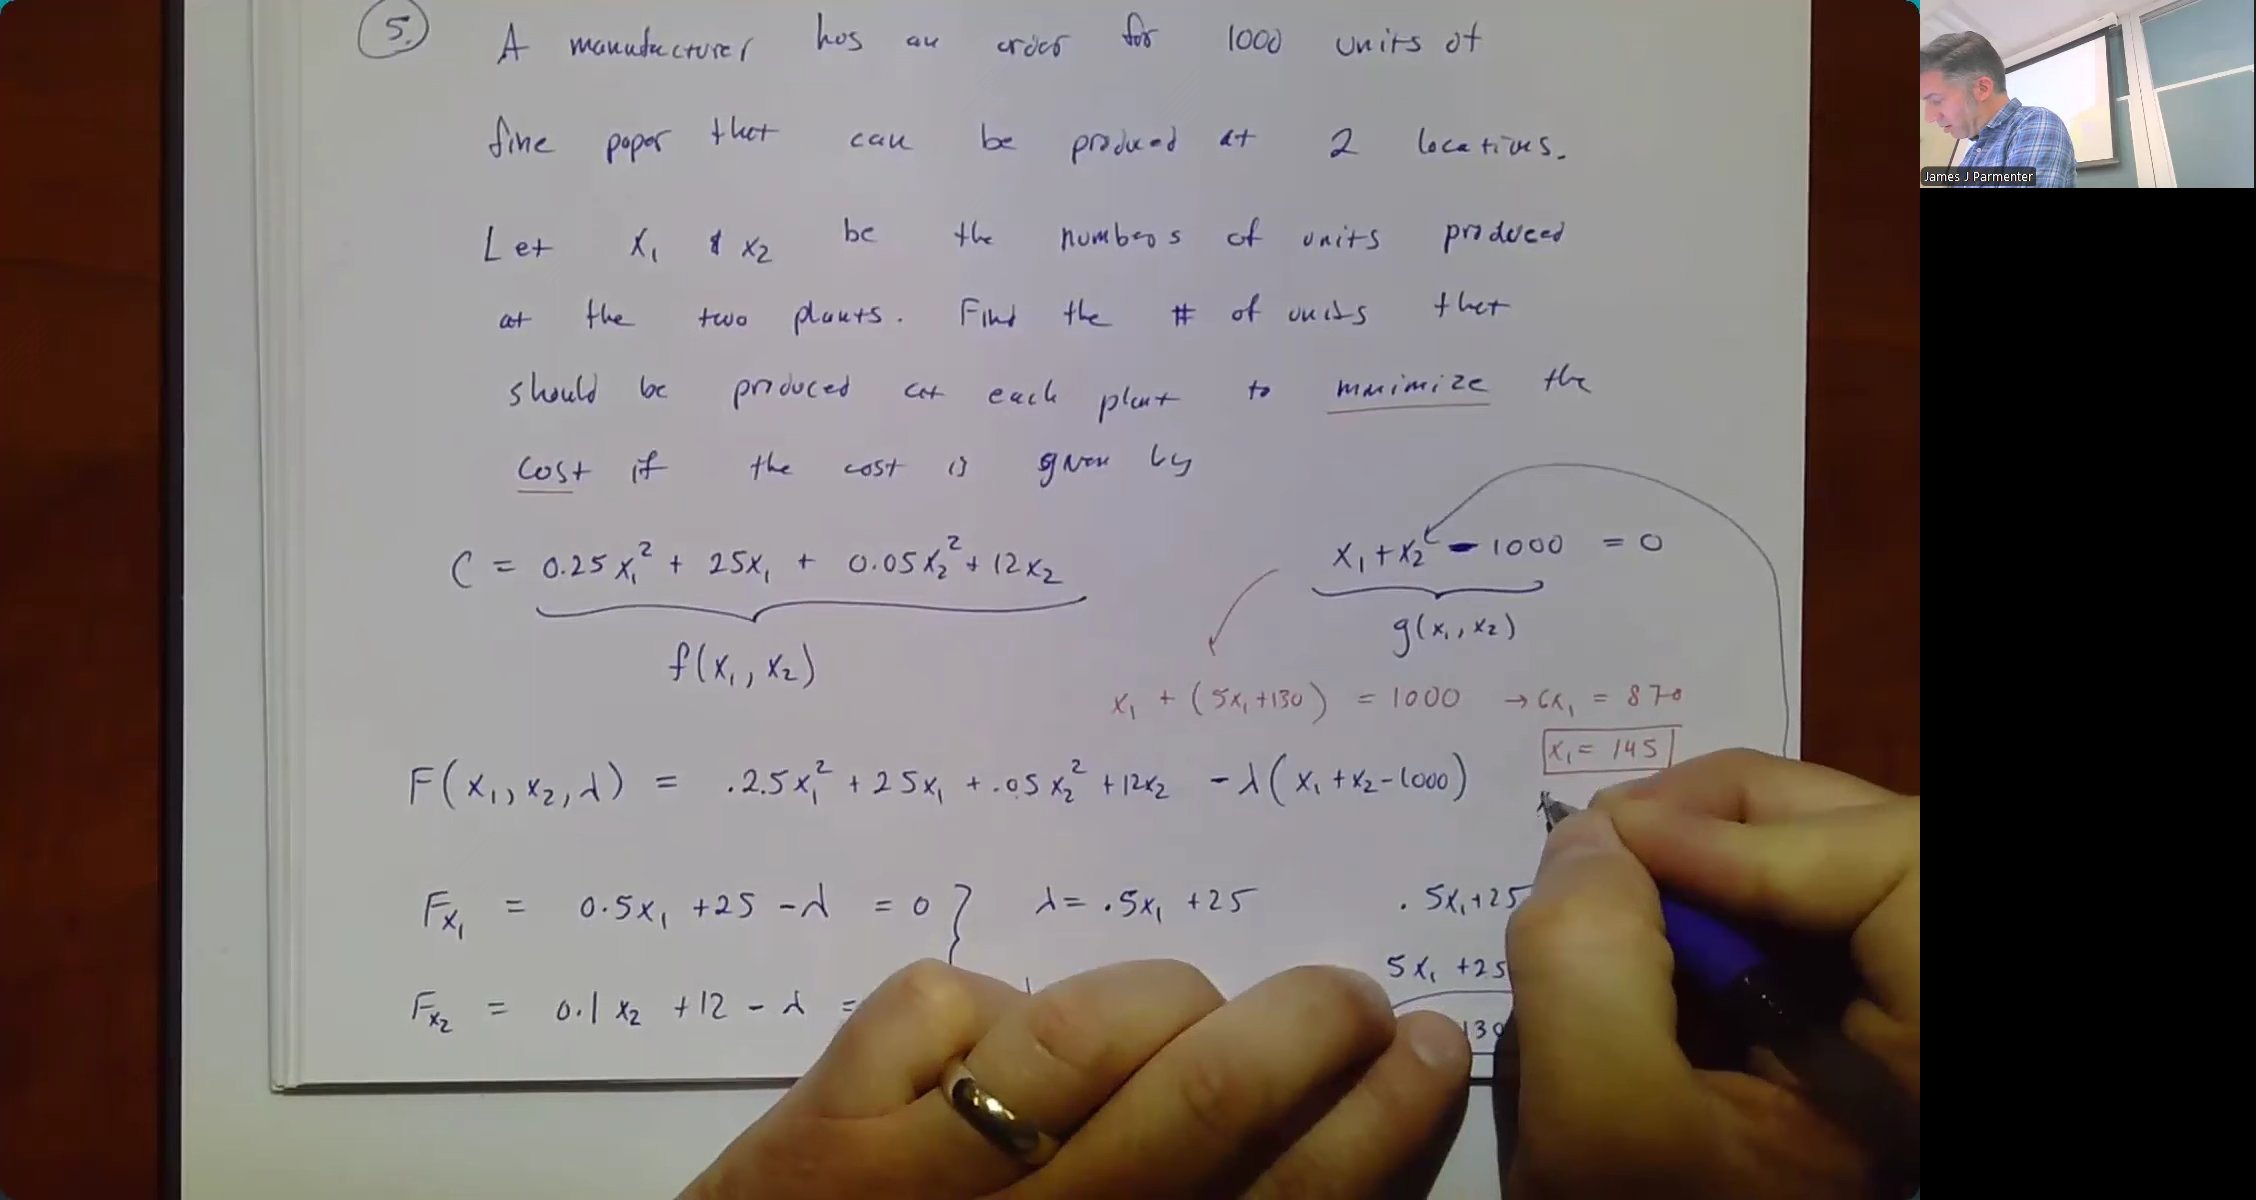 5.
A manufacturer has an order for 1000 units of
fine paper that can be produced at 2 locations.
Let x₁ & x₂ be the numbers of units produced
at the two plants. Find the # of units that
should be produced at each plant to minimize the
cost if the cost is given by
C = 0.25x₁² + 25x₁ + 0.05x₂² + 12x₂
x₁ + x₂ - 1000 = 0
f(x₁, x₂)
g(x₁, x₂)
x₁ + (5x₁+130) = 1000 → 6x₁ = 870
x₁ = 145
F(x₁, x₂, λ) = .25x₁² + 25x₁ + .05x₂² + 12x₂ - λ(x₁ + x₂ - 1000)
Fx₁ = 0.5x₁ + 25 - λ = 0
λ = .5x₁ + 25
.5x₁ + 25
5x₁ + 25
Fx₂ = 0.1x₂ + 12 - λ =
130
James J Parmenter